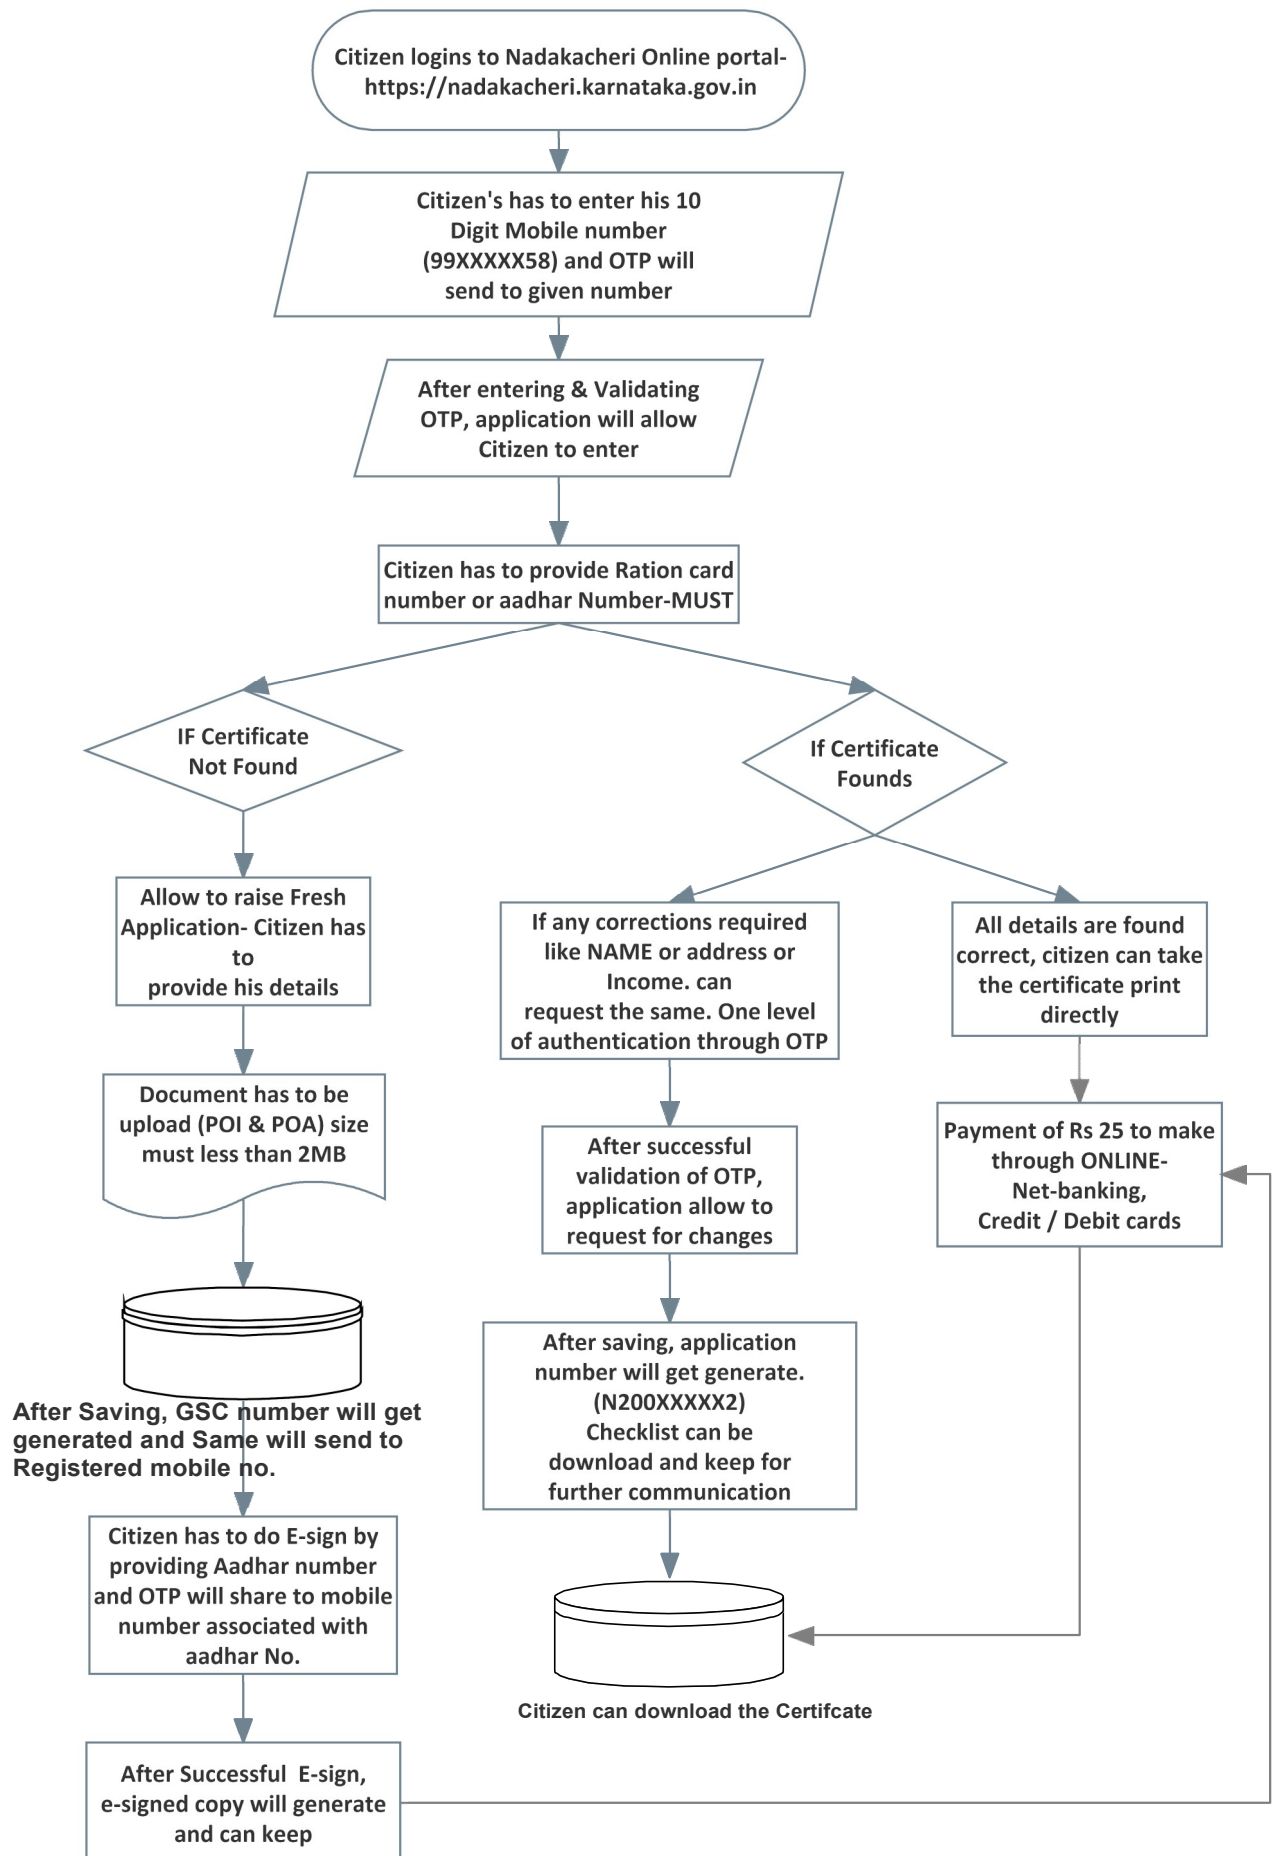 Citizen logins to Nadakacheri Online portal-
https://nadakacheri.karnataka.gov.in
Citizen's has to enter his 10
Digit Mobile number
(99XXXXX58) and OTP will
send to given number
After entering & Validating
OTP, application will allow
Citizen to enter
Citizen has to provide Ration card
number or aadhar Number-MUST
IF Certificate
Not Found
If Certificate
Founds
Allow to raise Fresh
Application- Citizen has
to
provide his details
Document has to be
upload (POI & POA) size
must less than 2MB
After Saving, GSC number will get
generated and Same will send to
Registered mobile no.
Citizen has to do E-sign by
providing Aadhar number
and OTP will share to mobile
number associated with
aadhar No.
After Successful  E-sign,
e-signed copy will generate
and can keep
If any corrections required
like NAME or address or
Income. can
request the same. One level
of authentication through OTP
After successful
validation of OTP,
application allow to
request for changes
After saving, application
number will get generate.
(N200XXXXX2)
Checklist can be
download and keep for
further communication
Citizen can download the Certifcate
All details are found
correct, citizen can take
the certificate print
directly
Payment of Rs 25 to make
through ONLINE-
Net-banking,
Credit / Debit cards